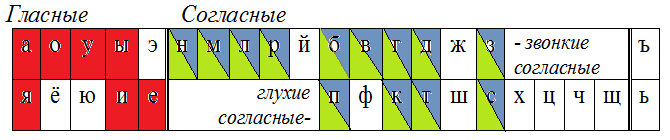 Гласные Согласные
а о у ы э н м л р й б в г д ж з - звонкие согласные ъ
я ё ю и е глухие согласные- п ф к т ш с х ц ч щ ь